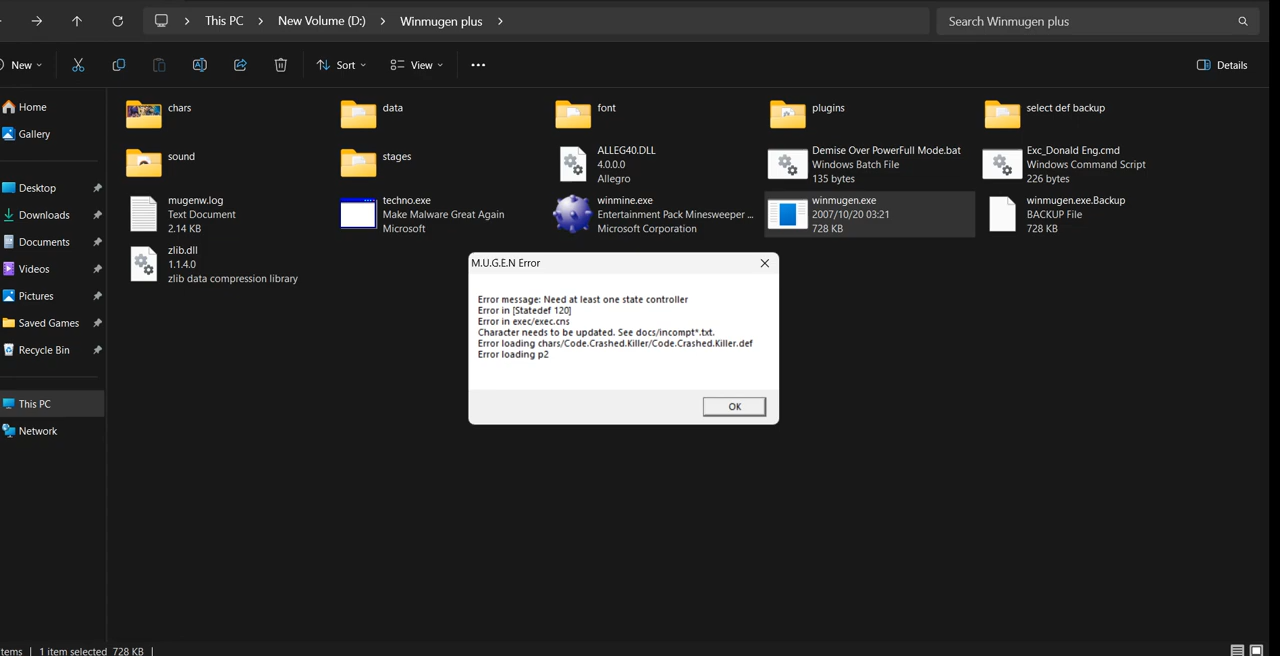 This PC
New Volume (D:)
Winmugen plus
Search Winmugen plus
New
Sort
View
Details
Home
Gallery
Desktop
Downloads
Documents
Videos
Pictures
Saved Games
Recycle Bin
This PC
Network
chars
data
font
plugins
select def backup
sound
stages
ALLEG40.DLL
4.0.0.0
Allegro
Demise Over PowerFull Mode.bat
Windows Batch File
135 bytes
Exc_Donald Eng.cmd
Windows Command Script
226 bytes
mugenw.log
Text Document
2.14 KB
techno.exe
Make Malware Great Again
Microsoft
winmine.exe
Entertainment Pack Minesweeper ...
Microsoft Corporation
winmugen.exe
2007/10/20 03:21
728 KB
winmugen.exe.Backup
BACKUP File
728 KB
zlib.dll
1.1.4.0
zlib data compression library
M.U.G.E.N Error
Error message: Need at least one state controller
Error in [Statedef 120]
Error in exec/exec.cns
Character needs to be updated. See docs/incompt*.txt.
Error loading chars/Code.Crashed.Killer/Code.Crashed.Killer.def
Error loading p2
OK
tems | 1 item selected 728 KB |